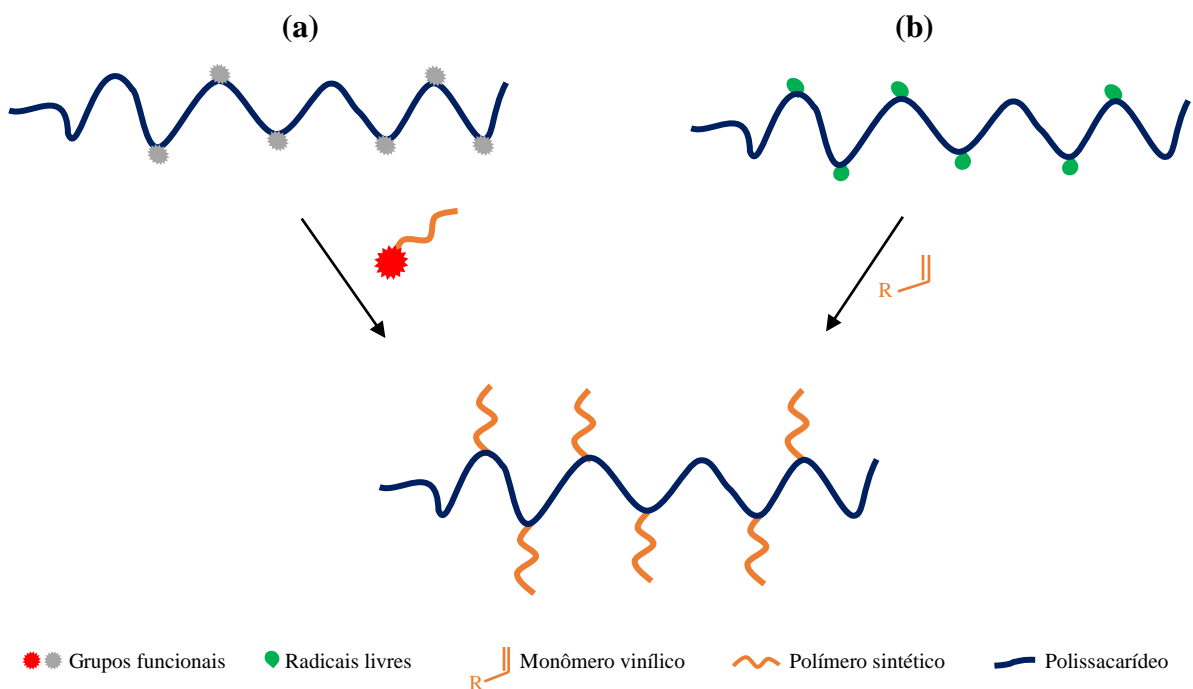 (a)
(b)
R
Grupos funcionais
Radicais livres
R
Monômero vinílico
Polímero sintético
Polissacarídeo